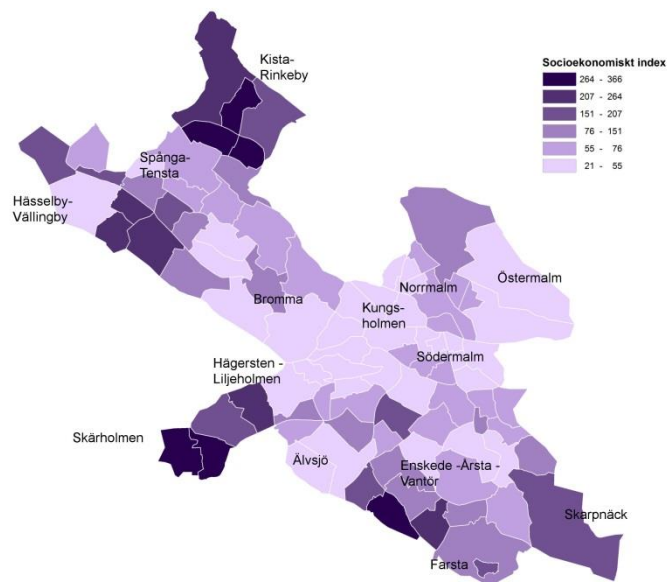 Kista-
Rinkeby
Socioekonomiskt index
264 - 366
207 - 264
151 - 207
76 - 151
55 - 76
21 - 55
Spånga-
Tensta
Hässelby-
Vällingby
Östermalm
Norrmalm
Bromma
Kungs-
holmen
Södermalm
Hägersten -
Liljeholmen
Skärholmen
Älvsjö
Enskede -Årsta -
Vantör
Skarpnäck
Farsta